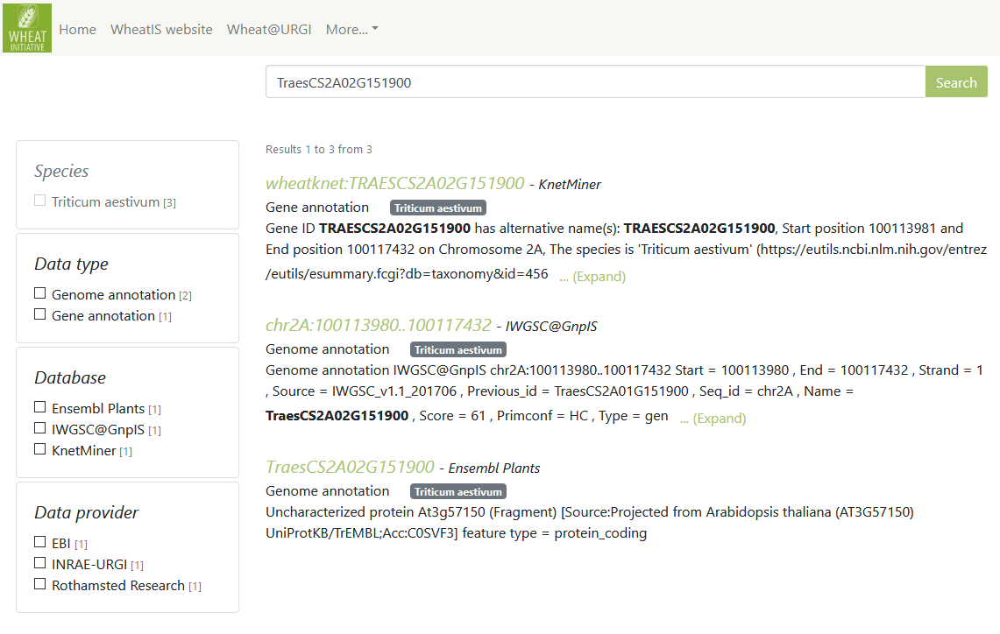 WHEAT
INITIATIVE
Home WheatIS website Wheat@URGI More...
TraesCS2A02G151900 Search
Species
Triticum aestivum [3]
Data type
Genome annotation [2]
Gene annotation [1]
Database
Ensembl Plants [1]
IWGSC@GnpIS [1]
KnetMiner [1]
Data provider
EBI [1]
INRAE-URGI [1]
Rothamsted Research [1]
Results 1 to 3 from 3
wheatknet:TRAESCS2A02G151900 - KnetMiner
Gene annotation Triticum aestivum
Gene ID TRAESCS2A02G151900 has alternative name(s): TRAESCS2A02G151900, Start position 100113981 and
End position 100117432 on Chromosome 2A, The species is 'Triticum aestivum' (https://eutils.ncbi.nlm.nih.gov/entrez
/eutils/esummary.fcgi?db=taxonomy&id=456 ... (Expand)
chr2A:100113980..100117432 - IWGSC@GnpIS
Genome annotation Triticum aestivum
Genome annotation IWGSC@GnpIS chr2A:100113980..100117432 Start = 100113980 , End = 100117432 , Strand = 1
, Source = IWGSC_v1.1_201706 , Previous_id = TraesCS2A01G151900 , Seq_id = chr2A , Name =
TraesCS2A02G151900 , Score = 61 , Primconf = HC , Type = gen ... (Expand)
TraesCS2A02G151900 - Ensembl Plants
Genome annotation Triticum aestivum
Uncharacterized protein At3g57150 (Fragment) [Source:Projected from Arabidopsis thaliana (AT3G57150)
UniProtKB/TrEMBL;Acc:C0SVF3] feature type = protein_coding